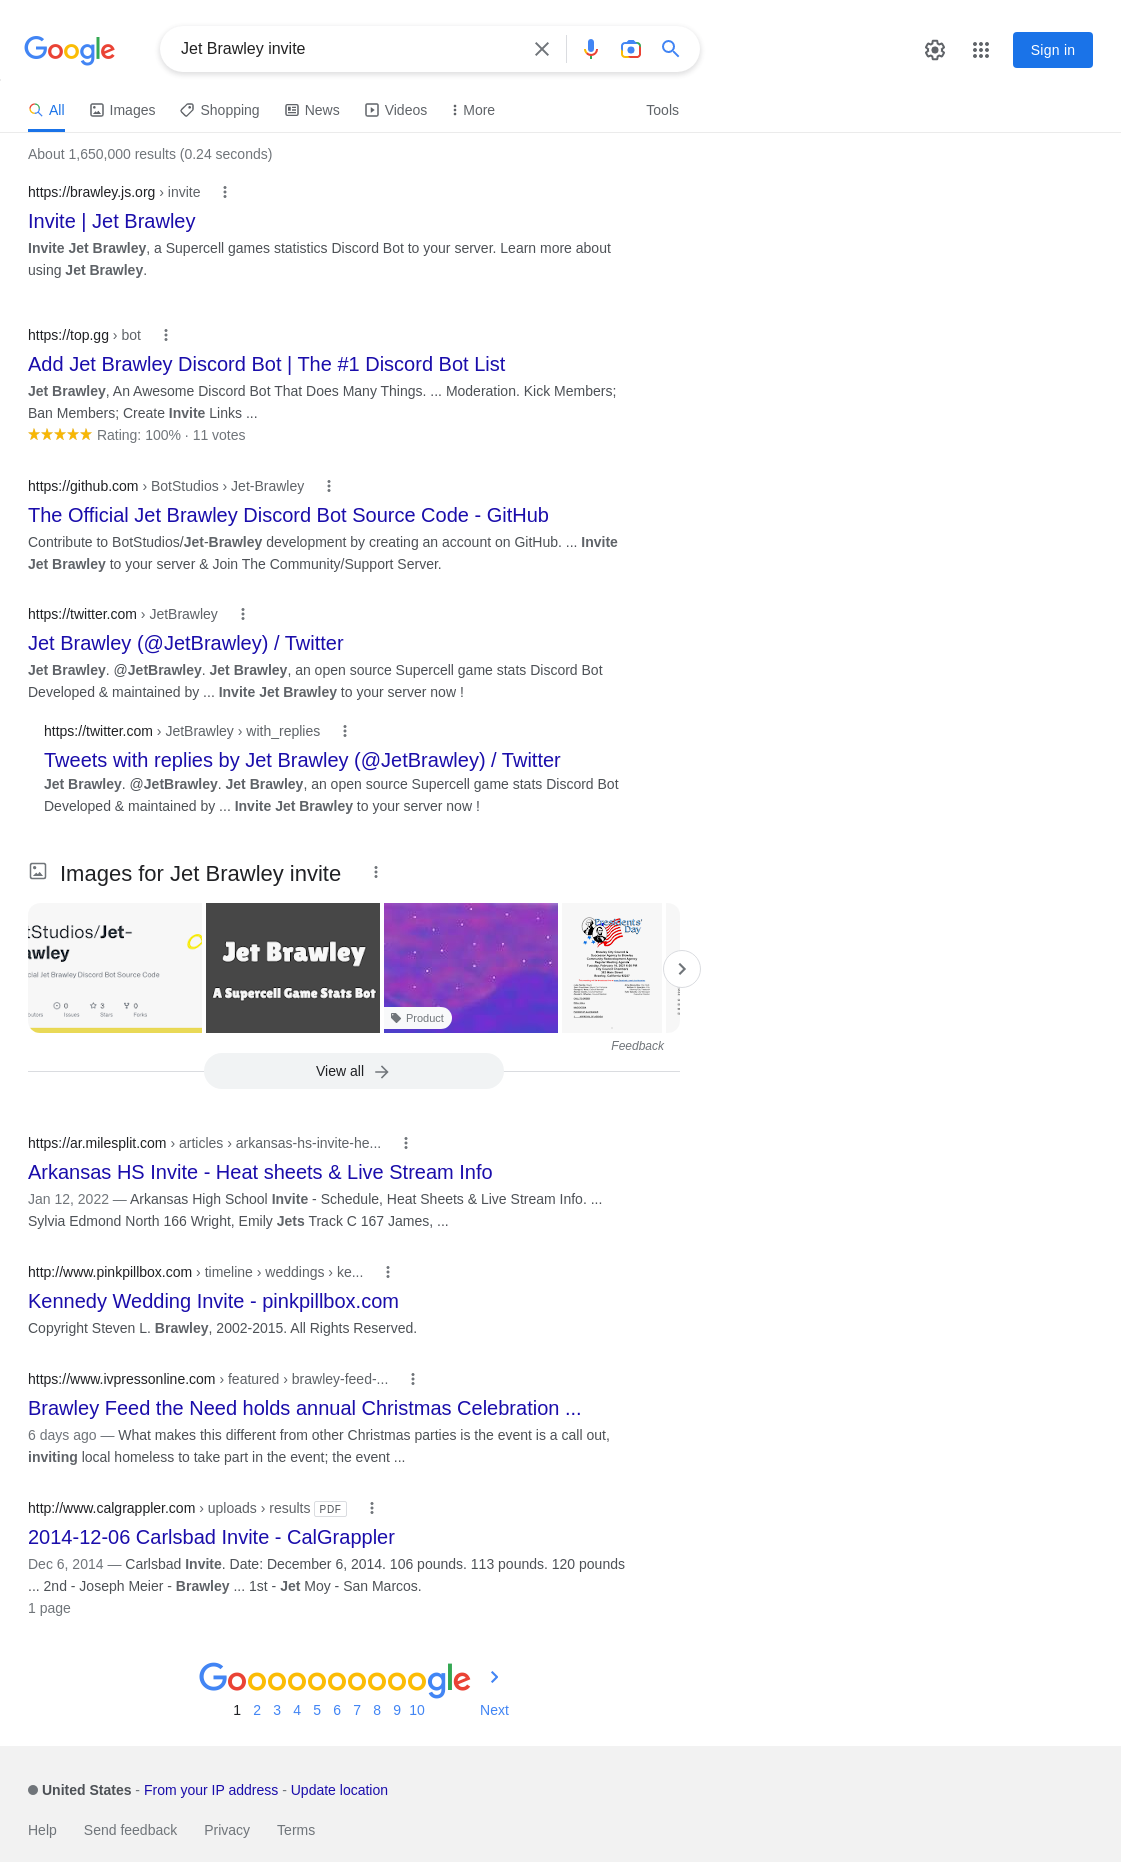 Google
Jet Brawley invite
Sign in
All
Images
Shopping
News
Videos
More
Tools
About 1,650,000 results (0.24 seconds)
https://brawley.js.org › invite
Invite | Jet Brawley
Invite Jet Brawley, a Supercell games statistics Discord Bot to your server. Learn more about
using Jet Brawley.
https://top.gg › bot
Add Jet Brawley Discord Bot | The #1 Discord Bot List
Jet Brawley, An Awesome Discord Bot That Does Many Things. ... Moderation. Kick Members;
Ban Members; Create Invite Links ...
Rating: 100% · 11 votes
https://github.com › BotStudios › Jet-Brawley
The Official Jet Brawley Discord Bot Source Code - GitHub
Contribute to BotStudios/Jet-Brawley development by creating an account on GitHub. ... Invite
Jet Brawley to your server & Join The Community/Support Server.
https://twitter.com › JetBrawley
Jet Brawley (@JetBrawley) / Twitter
Jet Brawley. @JetBrawley. Jet Brawley, an open source Supercell game stats Discord Bot
Developed & maintained by ... Invite Jet Brawley to your server now !
https://twitter.com › JetBrawley › with_replies
Tweets with replies by Jet Brawley (@JetBrawley) / Twitter
Jet Brawley. @JetBrawley. Jet Brawley, an open source Supercell game stats Discord Bot
Developed & maintained by ... Invite Jet Brawley to your server now !
Images for Jet Brawley invite
tStudios/Jet-
awley
cial Jet Brawley Discord Bot Source Code
0 3 0
Issues Stars Forks
Jet Brawley
A Supercell Game Stats Bot
Product
Presidents'
Day
Feedback
View all
https://ar.milesplit.com › articles › arkansas-hs-invite-he...
Arkansas HS Invite - Heat sheets & Live Stream Info
Jan 12, 2022 — Arkansas High School Invite - Schedule, Heat Sheets & Live Stream Info. ...
Sylvia Edmond North 166 Wright, Emily Jets Track C 167 James, ...
http://www.pinkpillbox.com › timeline › weddings › ke...
Kennedy Wedding Invite - pinkpillbox.com
Copyright Steven L. Brawley, 2002-2015. All Rights Reserved.
https://www.ivpressonline.com › featured › brawley-feed-...
Brawley Feed the Need holds annual Christmas Celebration ...
6 days ago — What makes this different from other Christmas parties is the event is a call out,
inviting local homeless to take part in the event; the event ...
http://www.calgrappler.com › uploads › results PDF
2014-12-06 Carlsbad Invite - CalGrappler
Dec 6, 2014 — Carlsbad Invite. Date: December 6, 2014. 106 pounds. 113 pounds. 120 pounds
... 2nd - Joseph Meier - Brawley ... 1st - Jet Moy - San Marcos.
1 page
Goooooooooogle
1 2 3 4 5 6 7 8 9 10 Next
United States - From your IP address - Update location
Help Send feedback Privacy Terms